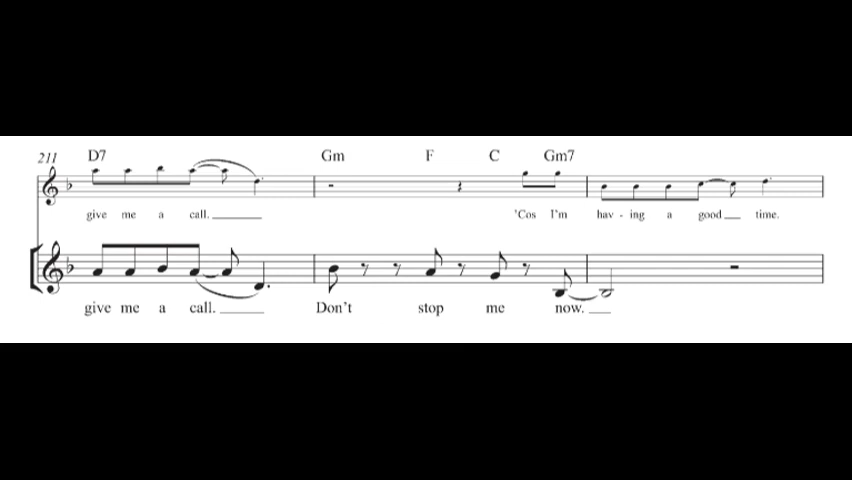 211 D7 Gm F C Gm7
give me a call. 'Cos I'm hav - ing a good time.
give me a call. Don't stop me now.